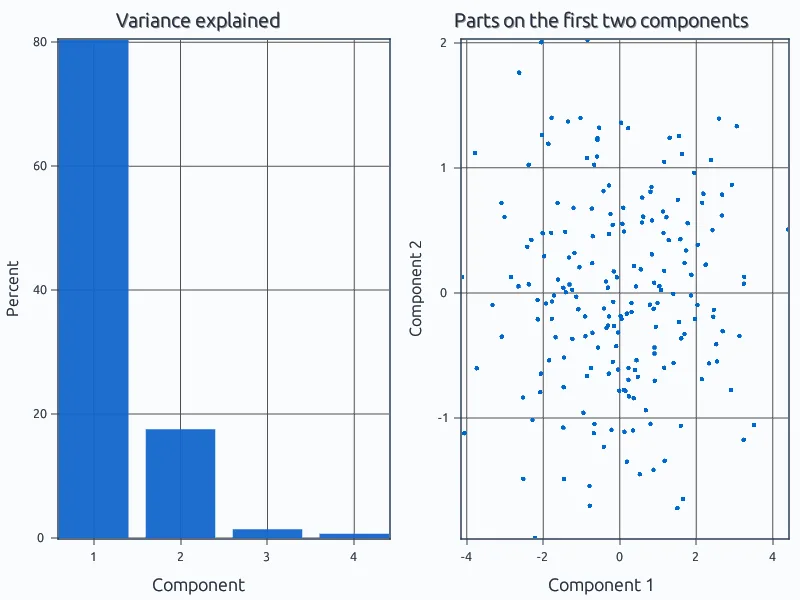 Variance explained
80
60
40
20
0
Percent
1 2 3 4
Component
Parts on the first two components
2
1
0
-1
Component 2
-4 -2 0 2 4
Component 1